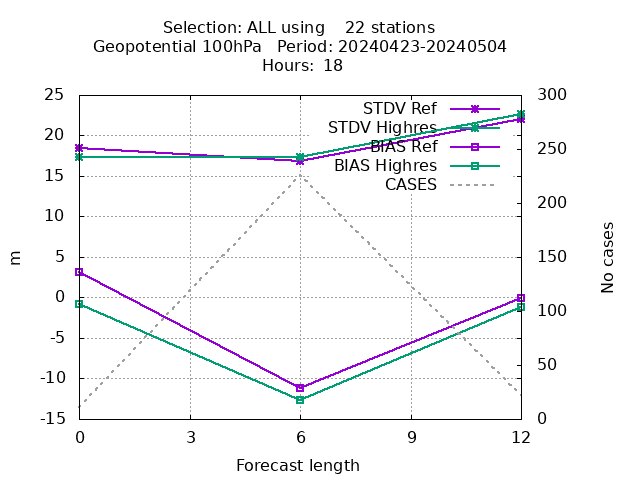 Selection: ALL using    22 stations
Geopotential 100hPa   Period: 20240423-20240504
Hours: 18
25
20
15
10
5
0
-5
-10
-15
m
300
250
200
150
100
50
0
No cases
STDV Ref
STDV Highres
BIAS Ref
BIAS Highres
CASES
0
3
6
9
12
Forecast length